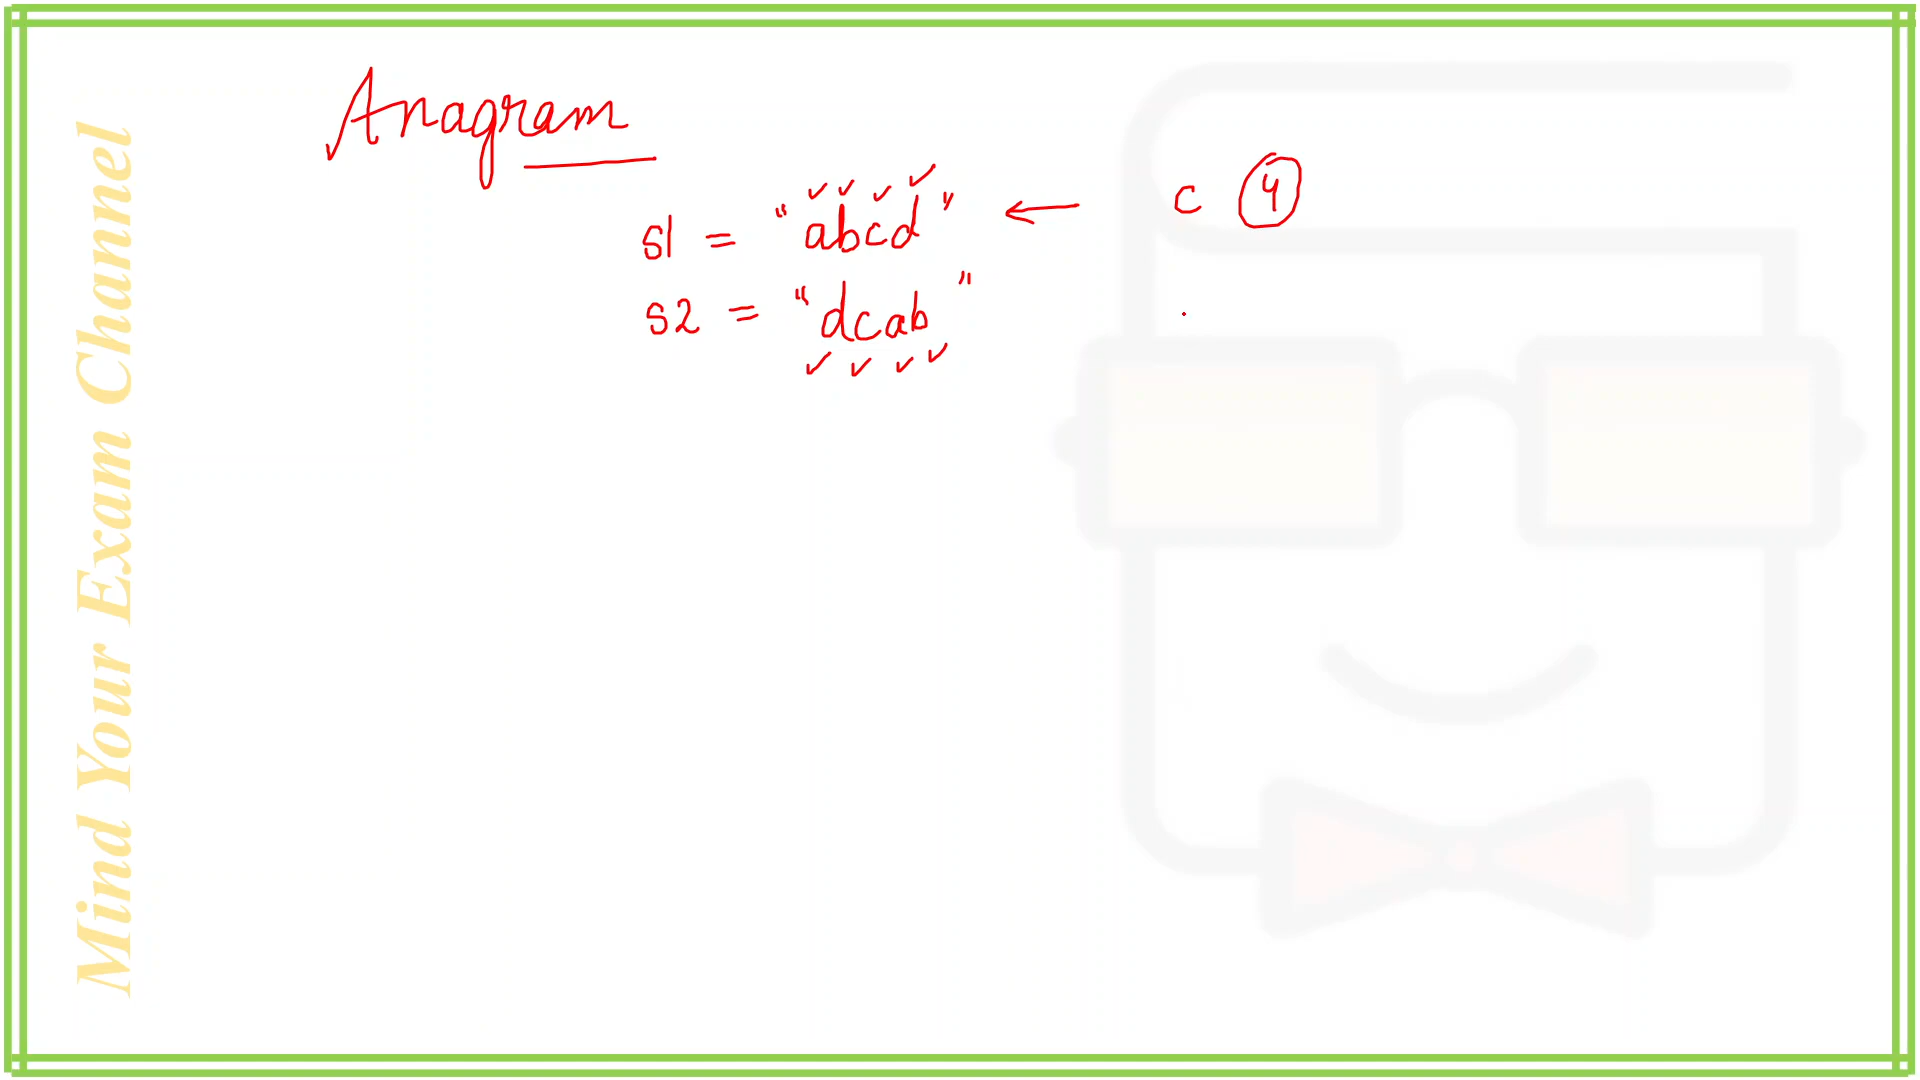 Anagram
s1 = "abcd" ← c 4
s2 = "dcab"
Mind Your Exam Channel